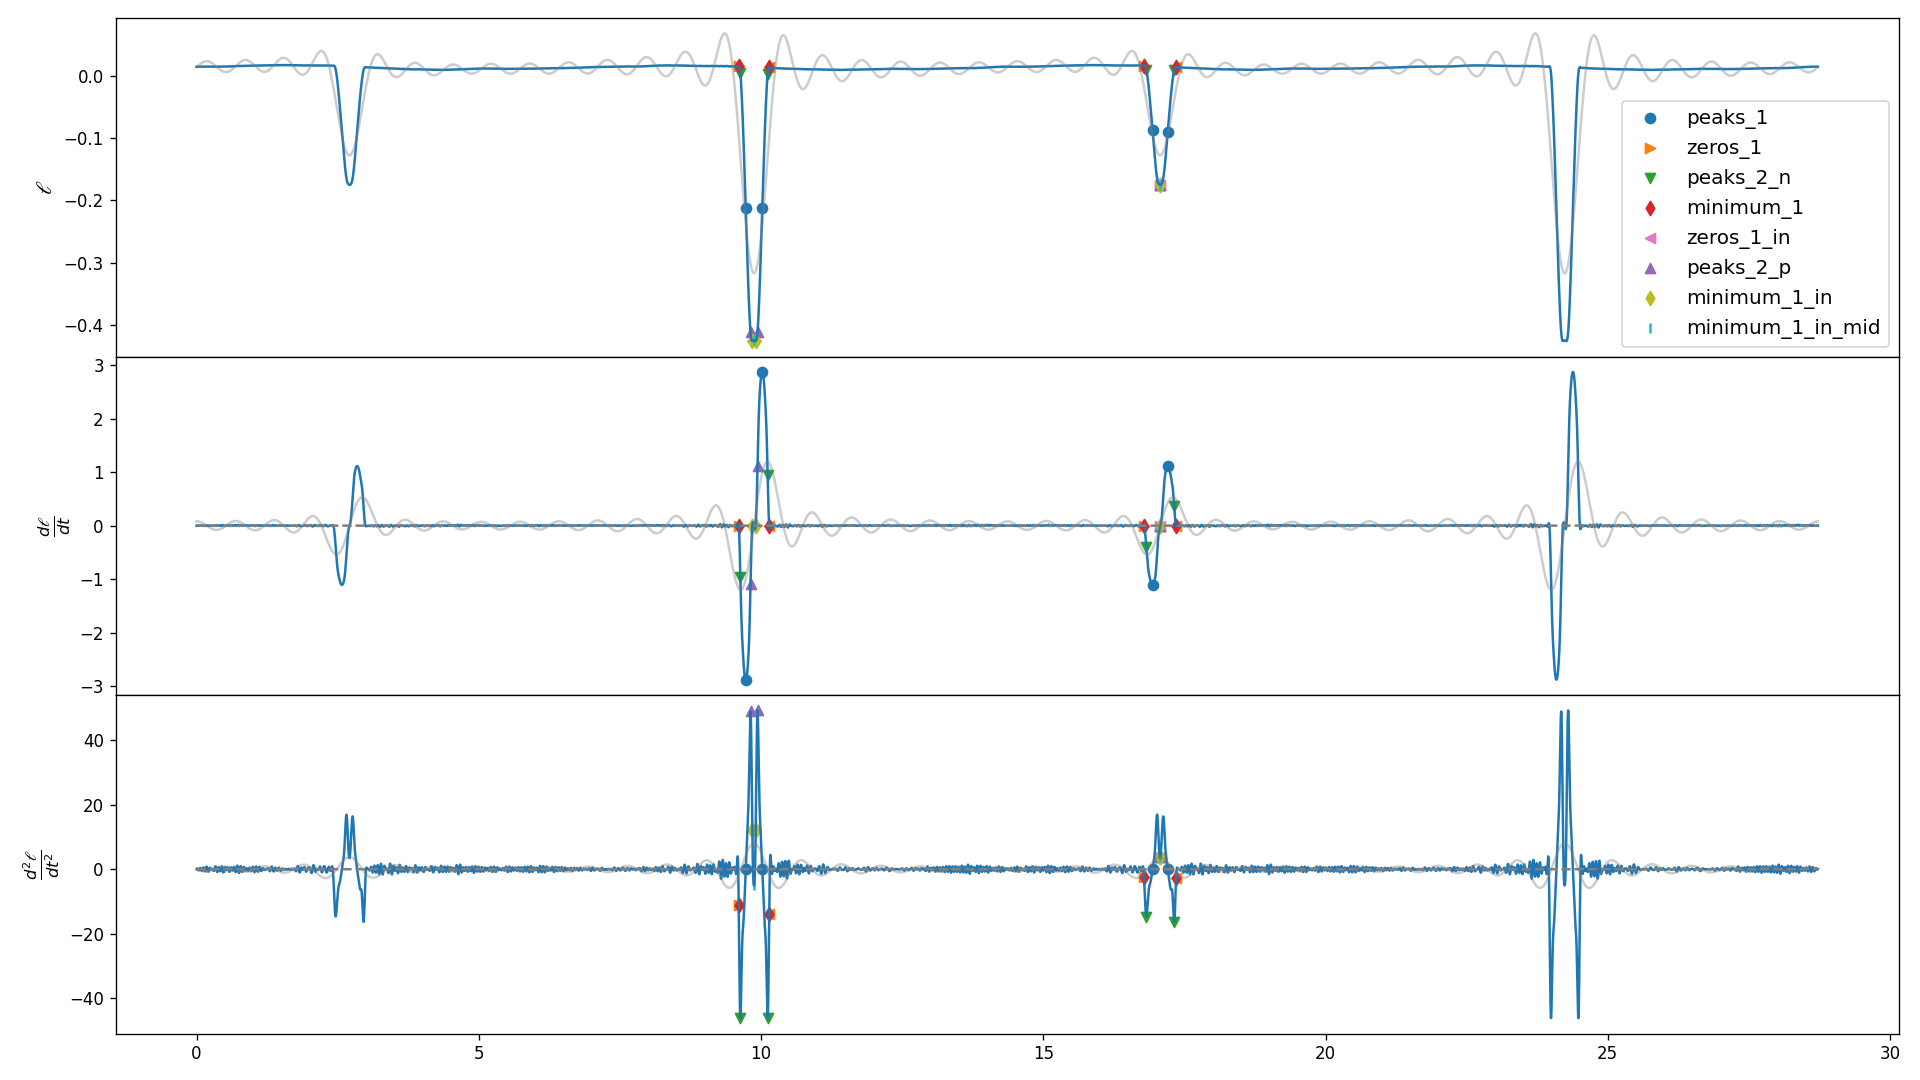 0.0
−0.1
−0.2
−0.3
−0.4
ℓ
peaks_1
zeros_1
peaks_2_n
minimum_1
zeros_1_in
peaks_2_p
minimum_1_in
minimum_1_in_mid
3
2
1
0
−1
−2
−3
dℓ/dt
40
20
0
−20
−40
d²ℓ/dt²
0 5 10 15 20 25 30